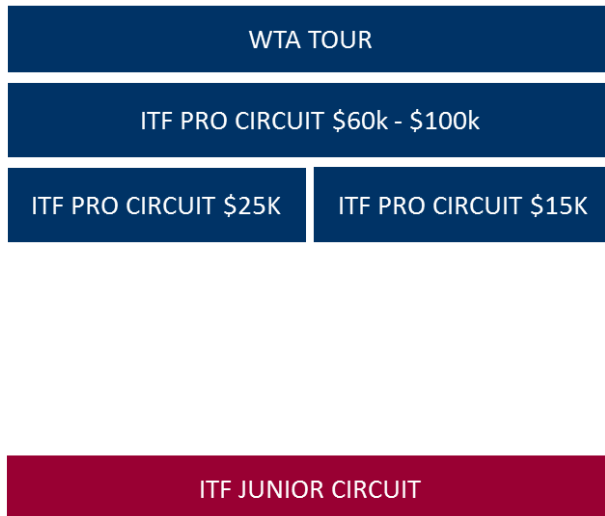 WTA TOUR
ITF PRO CIRCUIT $60k - $100k
ITF PRO CIRCUIT $25K
ITF PRO CIRCUIT $15K
ITF JUNIOR CIRCUIT